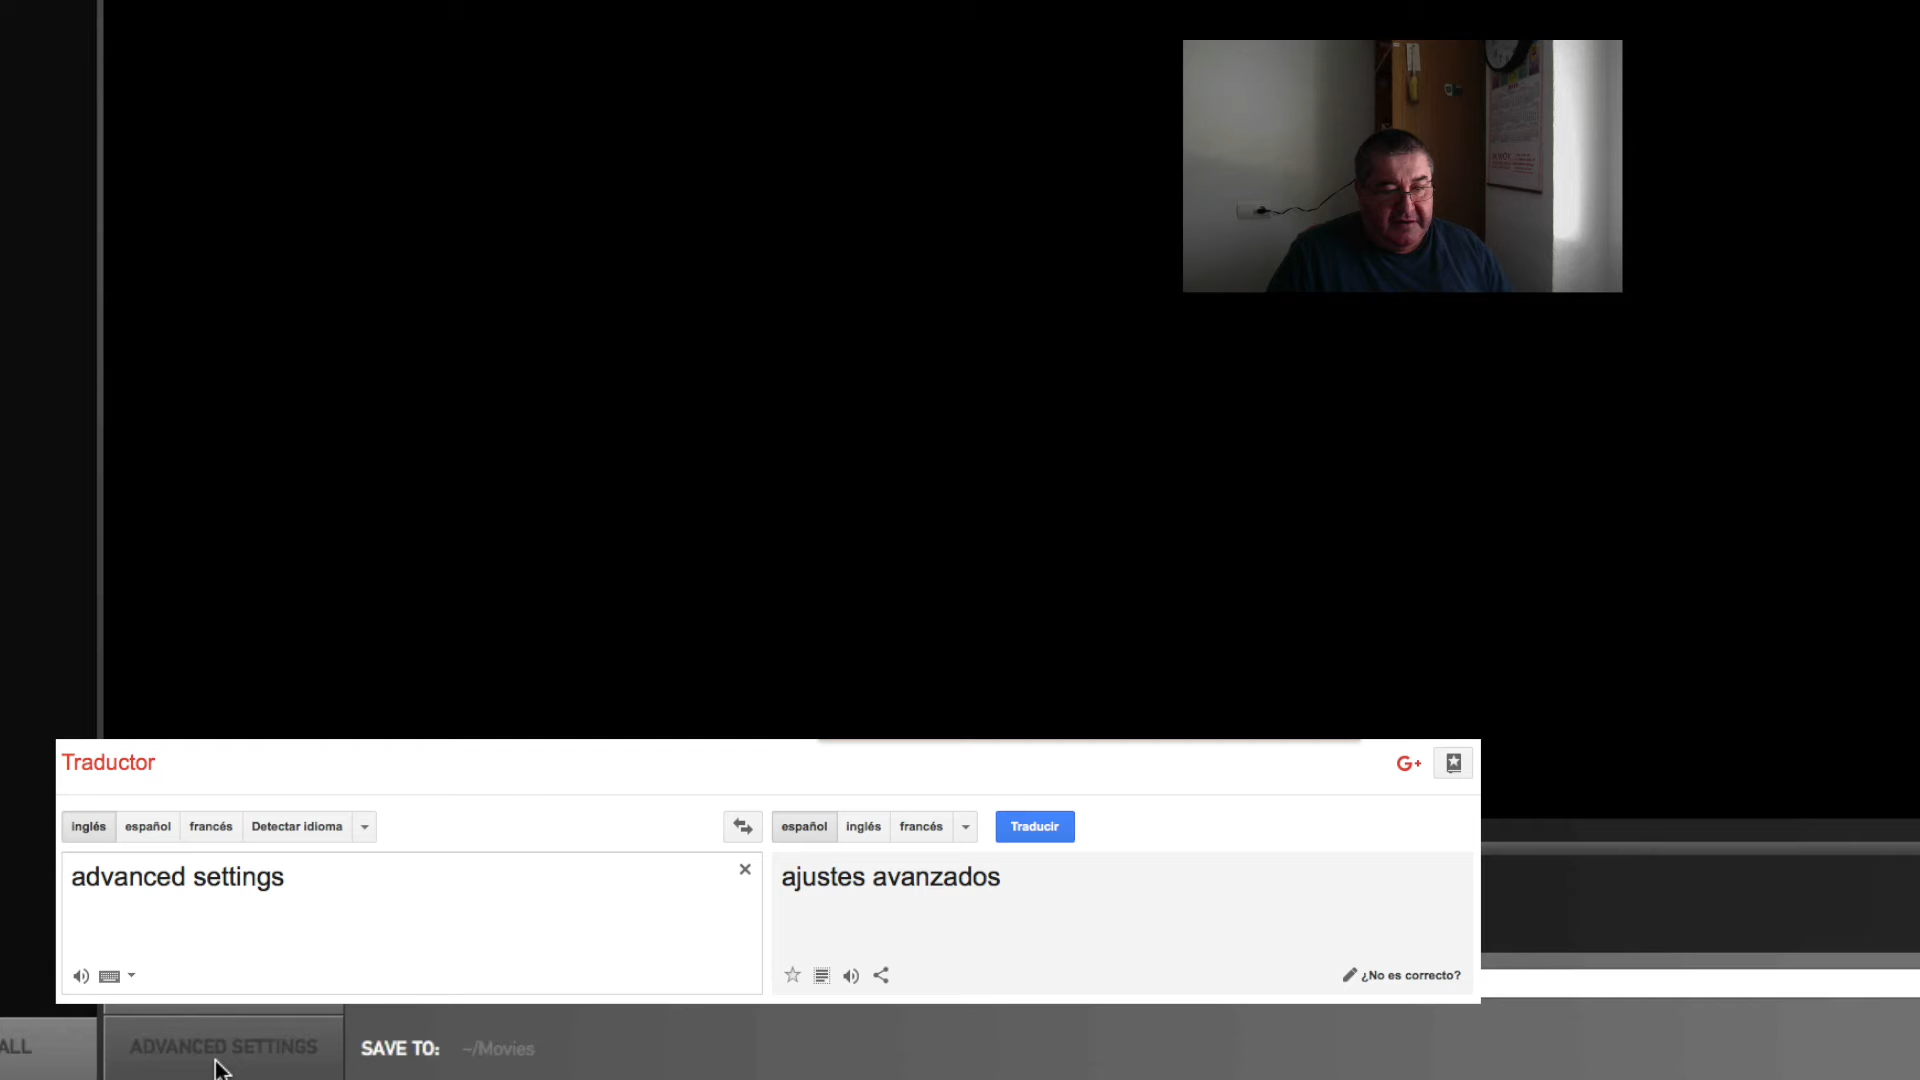 Traductor
G+
inglés español francés Detectar idioma
español inglés francés Traducir
advanced settings
ajustes avanzados
¿No es correcto?
ALL
ADVANCED SETTINGS
SAVE TO: ~/Movies